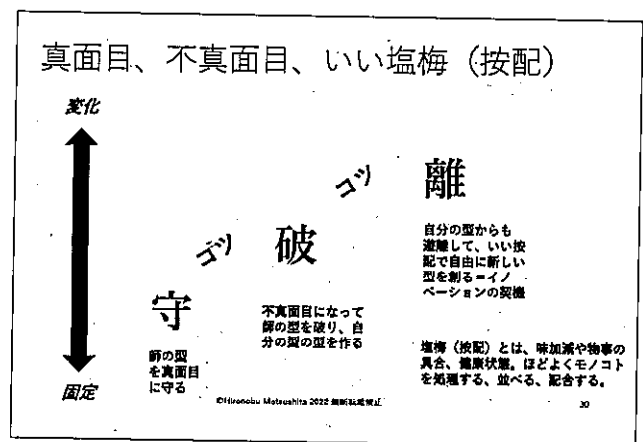 真面目、不真面目、いい塩梅（按配）
変化
離
コツ
自分の型からも
遊離して、いい按
配で自由に新しい
型を創る＝イノ
ベーションの契機
破
コツ
不真面目になって
師の型を破り、自
分の型の型を作る
守
師の型
を真面目
に守る
塩梅（按配）とは、味加減や物事の
具合、健康状態。ほどよくモノコト
を処理する、並べる、配合する。
固定
©Hironobu Matsushita 2022 無断転載禁止
30